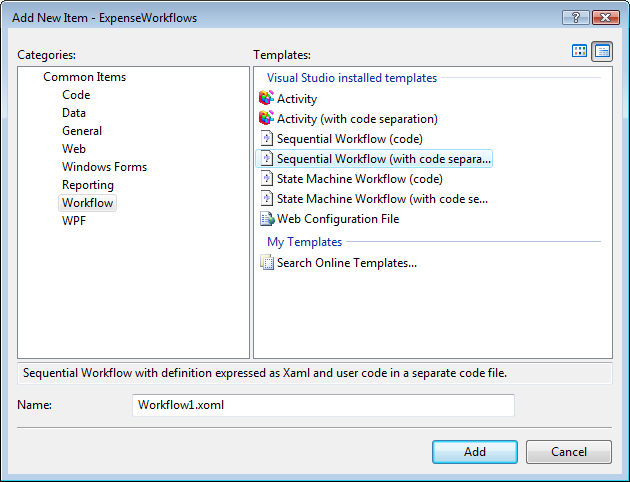 Add New Item - ExpenseWorkflows
Categories:
Templates:
Common Items
Code
Data
General
Web
Windows Forms
Reporting
Workflow
WPF
Visual Studio installed templates
Activity
Activity (with code separation)
Sequential Workflow (code)
Sequential Workflow (with code separa...
State Machine Workflow (code)
State Machine Workflow (with code se...
Web Configuration File
My Templates
Search Online Templates...
Sequential Workflow with definition expressed as Xaml and user code in a separate code file.
Name:
Workflow1.xoml
Add
Cancel